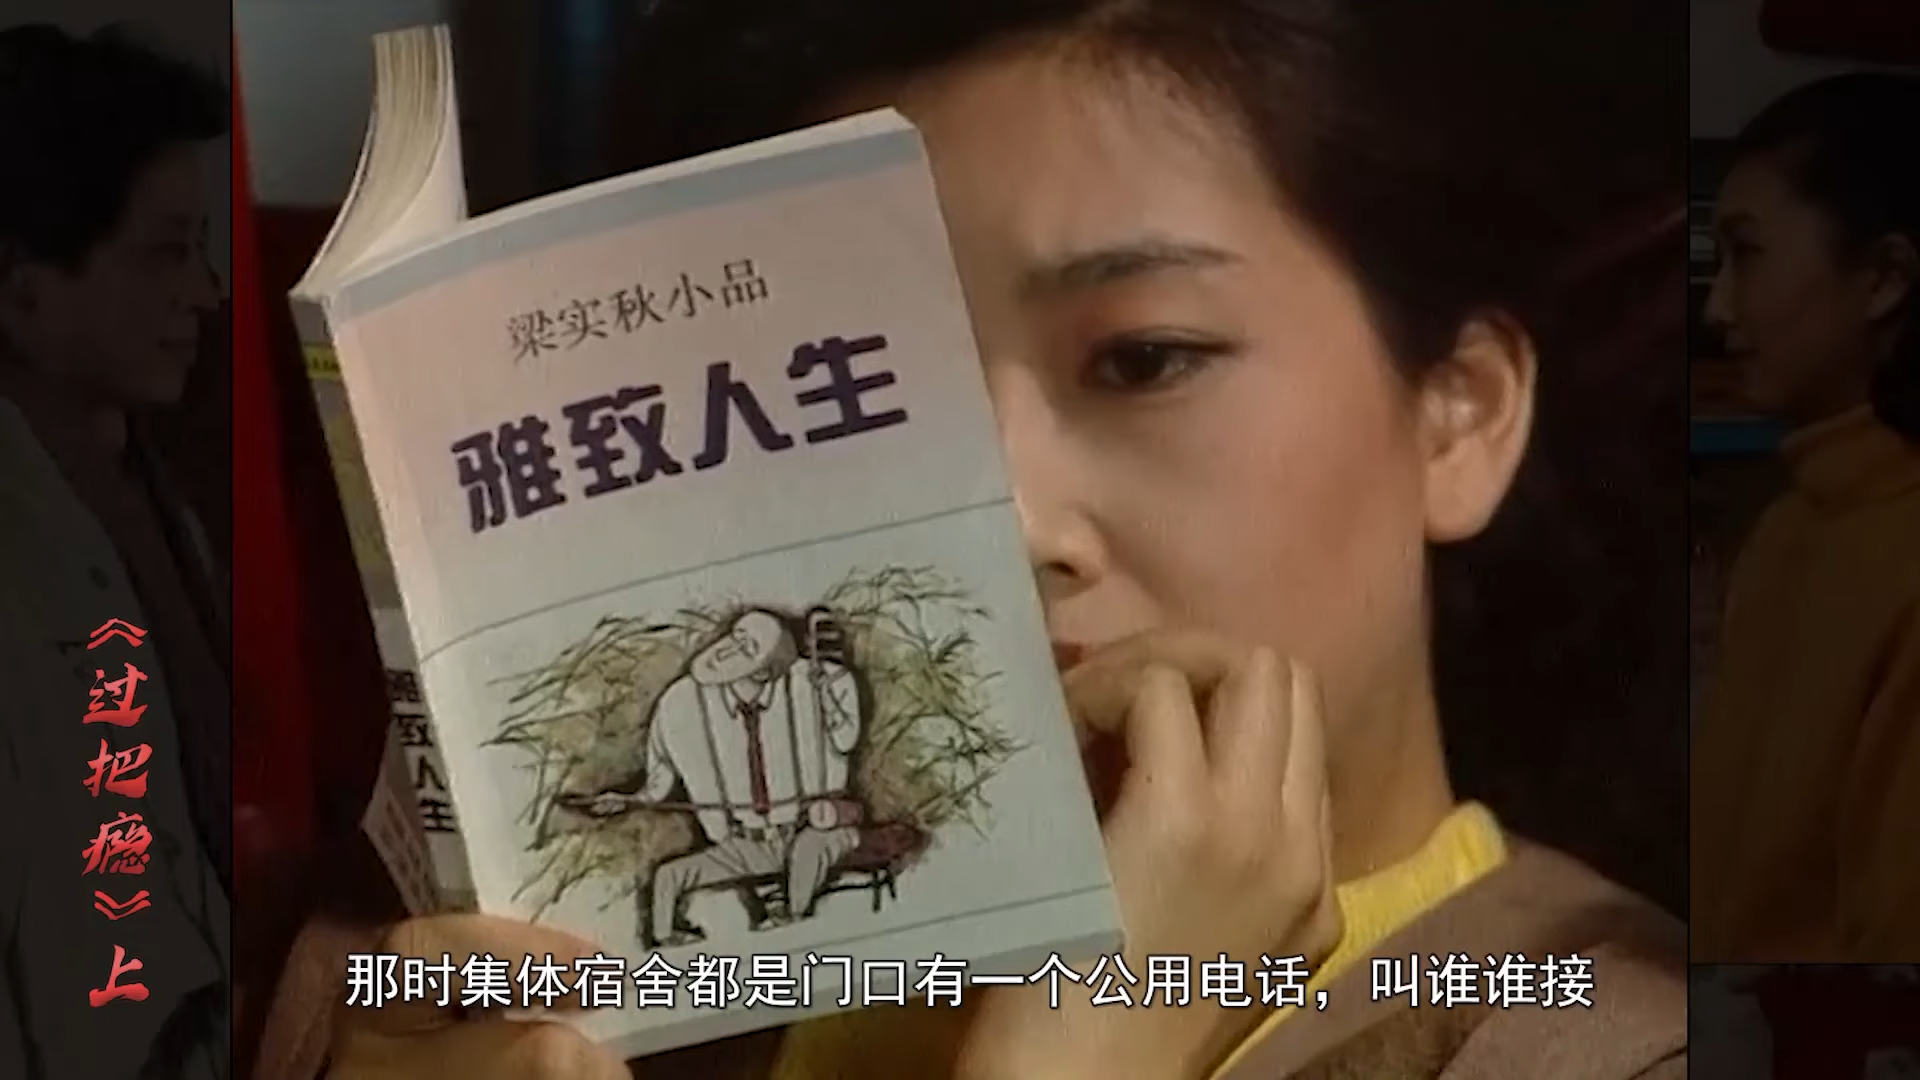 梁实秋小品
雅致人生
雅致人生
《过把瘾》上
那时集体宿舍都是门口有一个公用电话，叫谁谁接